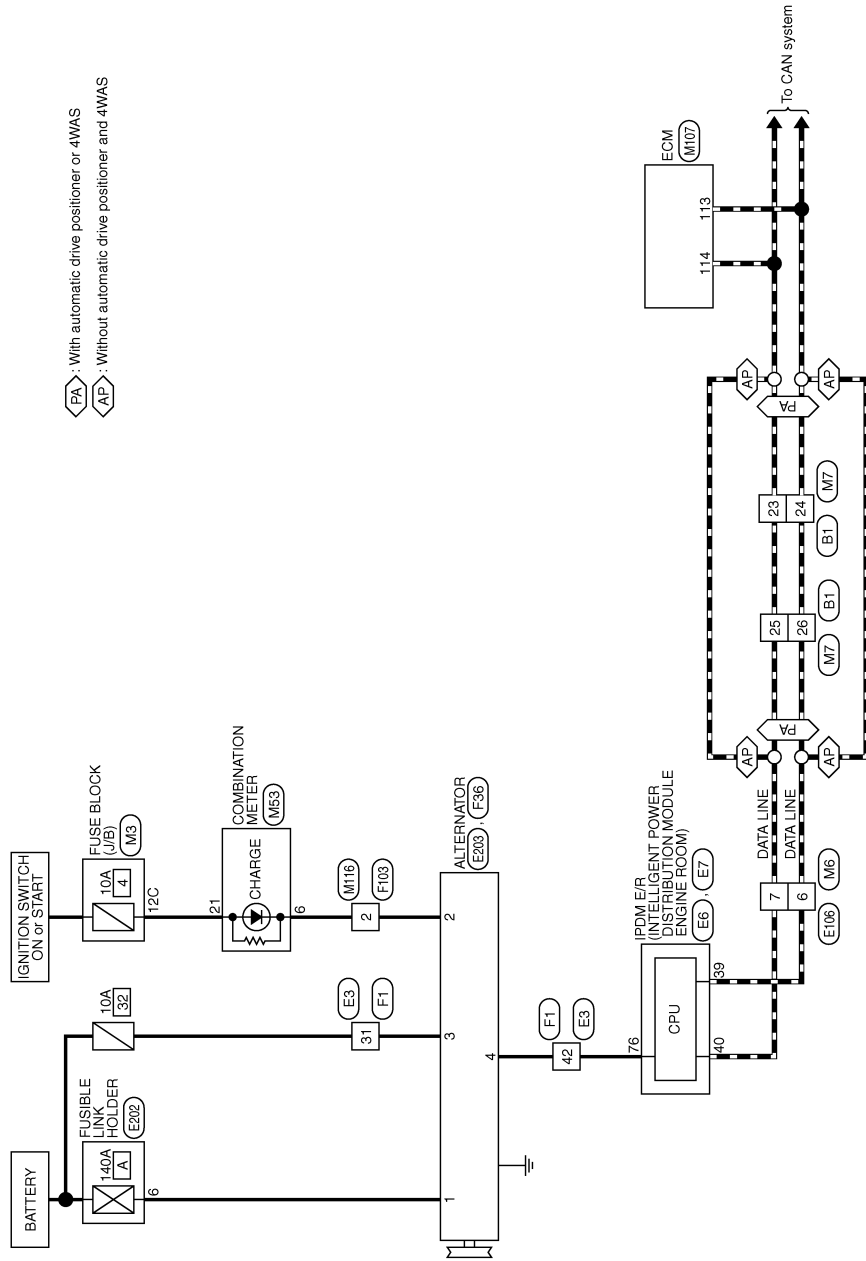 PA : With automatic drive positioner or 4WAS
AP : Without automatic drive positioner and 4WAS
BATTERY
IGNITION SWITCH
ON or START
FUSIBLE
LINK
HOLDER
E202
140A
A
6
10A
32
FUSE BLOCK
(J/B)
M3
10A
4
12C
COMBINATION
METER
M53
21
CHARGE
6
E3
31
F1
M116
2
F103
1
3
2
ALTERNATOR
E203 , F36
4
F1
42
E3
IPDM E/R
(INTELLIGENT POWER
DISTRIBUTION MODULE
ENGINE ROOM)
E6 , E7
76
CPU
40
39
7
6
E106
M6
DATA LINE
DATA LINE
AP
PA
AP
25
26
M7
B1
23
24
B1
M7
AP
PA
AP
ECM
M107
114
113
To CAN system